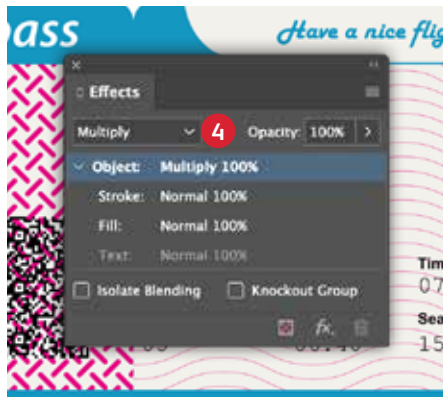 ass
Have a nice flig
Effects
Multiply
4
Opacity: 100%
Object: Multiply 100%
Stroke: Normal 100%
Fill: Normal 100%
Text: Normal 100%
Isolate Blending
Knockout Group
fx.
Tim
07
Sea
15